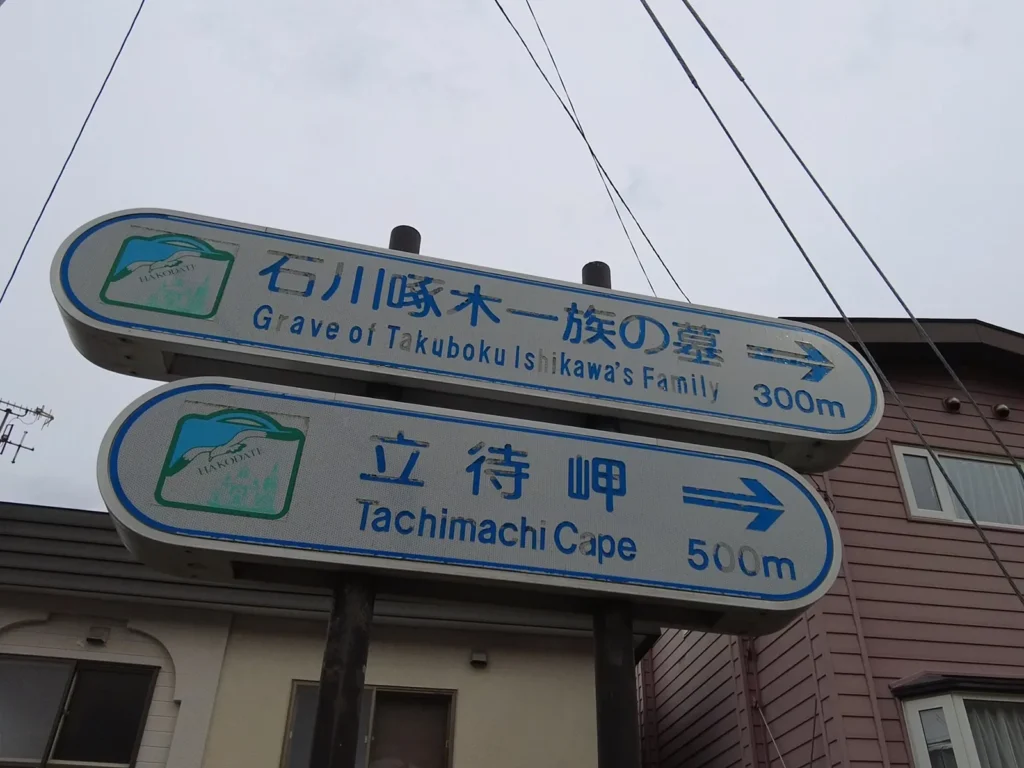 HAKODATE
石川啄木一族の墓
Grave of Takuboku Ishikawa's Family
300m
HAKODATE
立待岬
Tachimachi Cape
500m